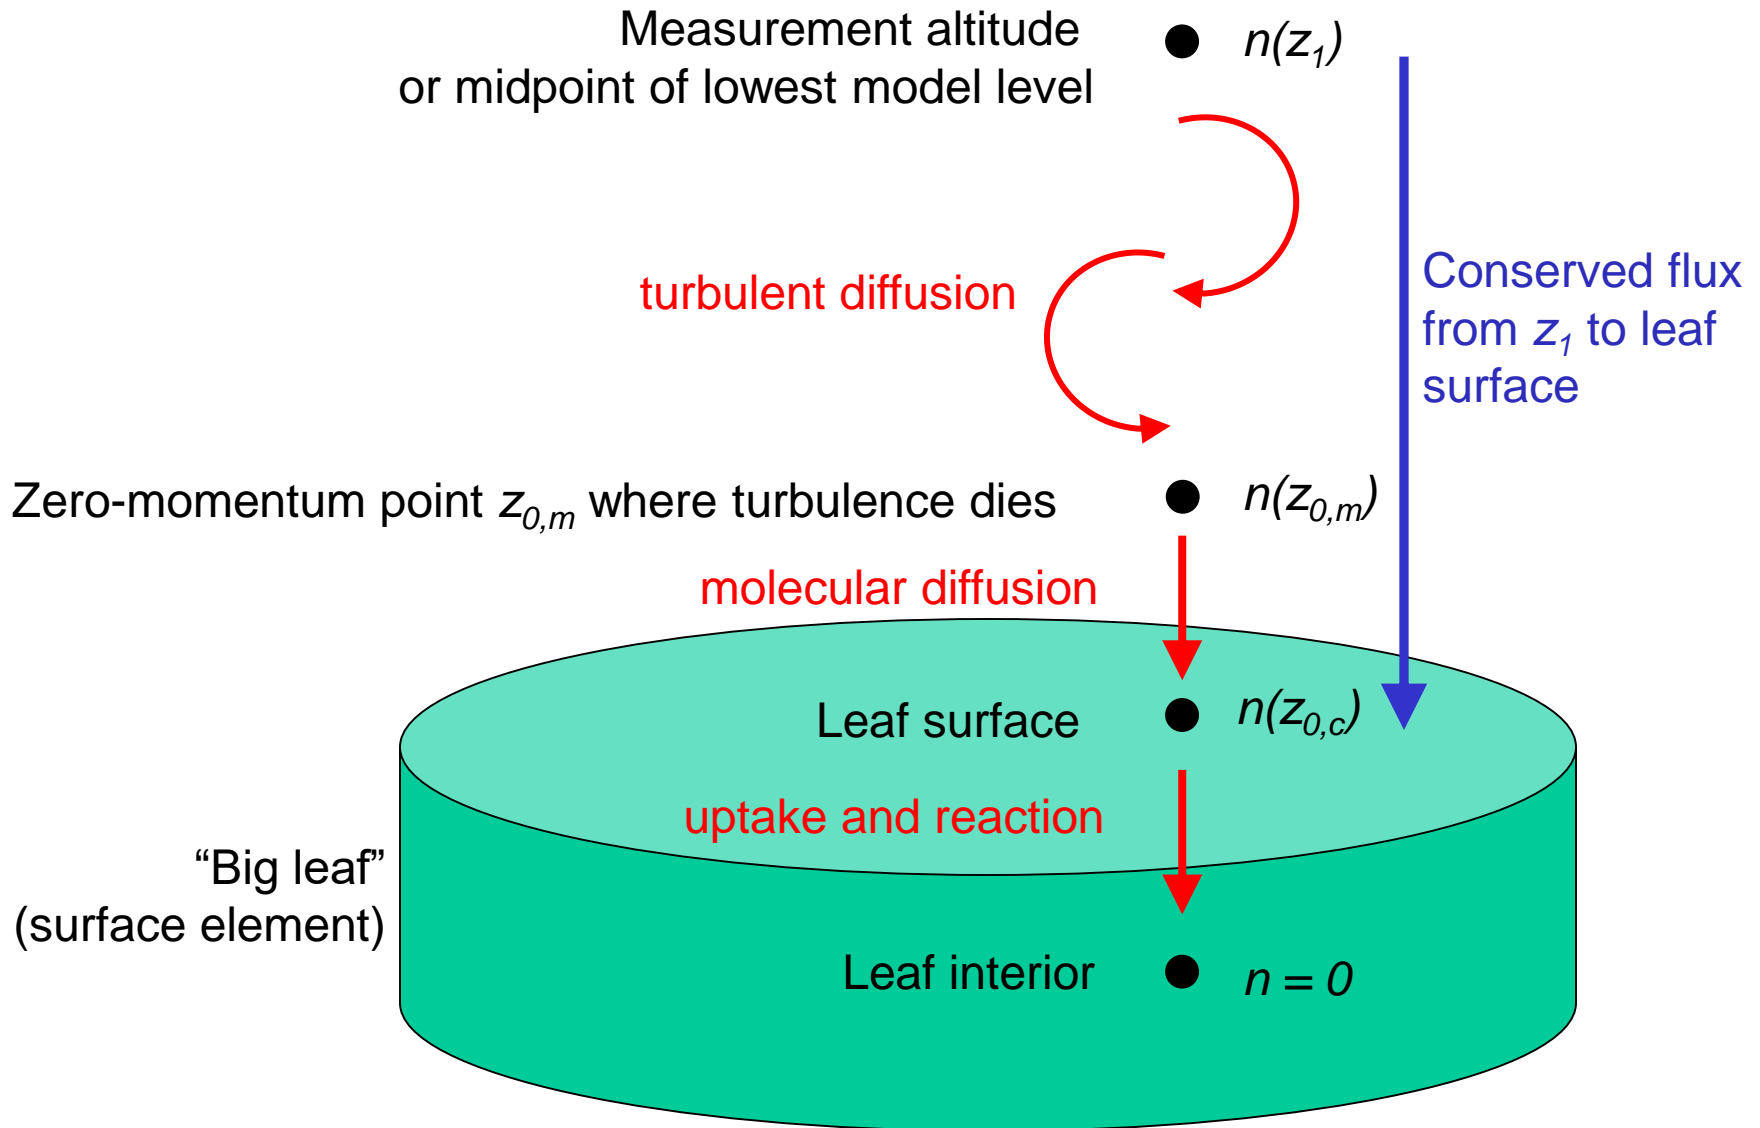 Measurement altitude
or midpoint of lowest model level
n(z1)
turbulent diffusion
Conserved flux
from z1 to leaf
surface
Zero-momentum point z0,m where turbulence dies
n(z0,m)
molecular diffusion
Leaf surface
n(z0,c)
uptake and reaction
“Big leaf”
(surface element)
Leaf interior
n = 0